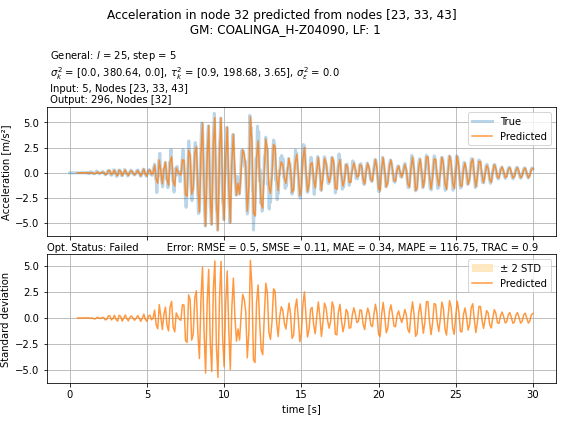 Acceleration in node 32 predicted from nodes [23, 33, 43]
GM: COALINGA_H-Z04090, LF: 1
General: l = 25, step = 5
σ²ₖ = [0.0, 380.64, 0.0], τ²ₖ = [0.9, 198.68, 3.65], σ²ₑ = 0.0
Input: 5, Nodes [23, 33, 43]
Output: 296, Nodes [32]
Acceleration [m/s²]
5.0
2.5
0.0
−2.5
−5.0
True
Predicted
Opt. Status: Failed
Error: RMSE = 0.5, SMSE = 0.11, MAE = 0.34, MAPE = 116.75, TRAC = 0.9
Standard deviation
5.0
2.5
0.0
−2.5
−5.0
± 2 STD
Predicted
0 5 10 15 20 25 30
time [s]